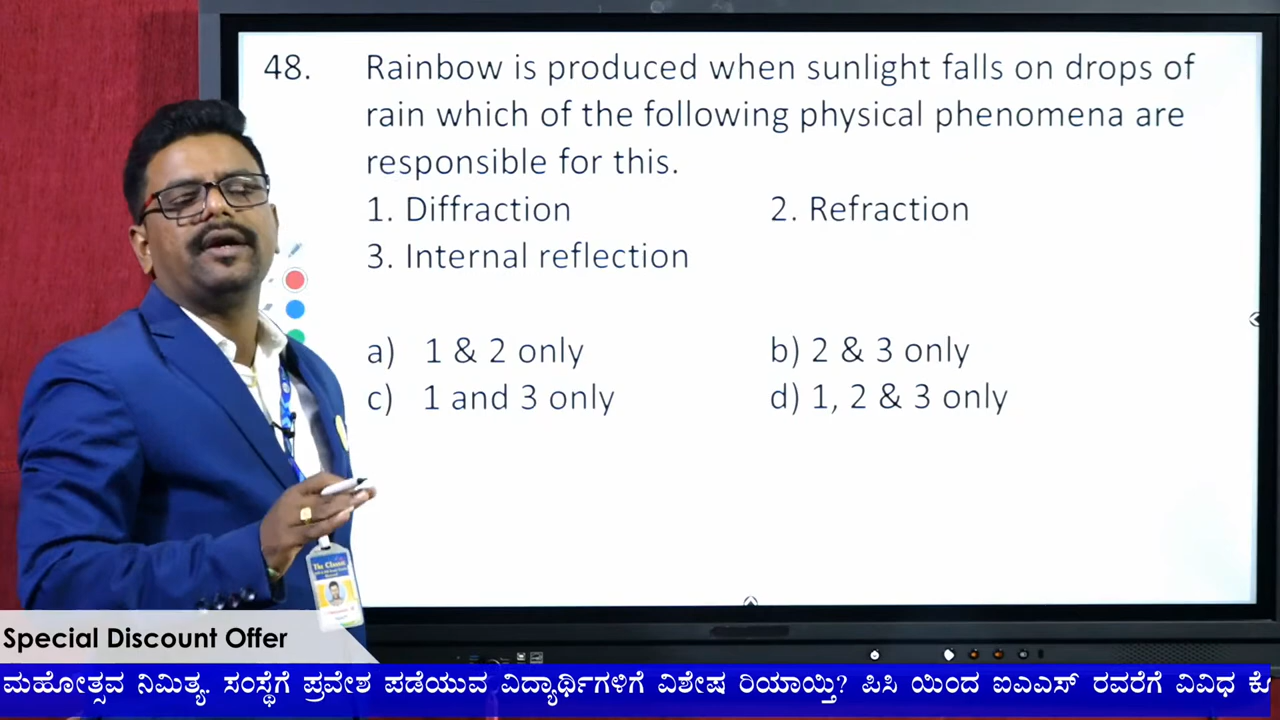 48. Rainbow is produced when sunlight falls on drops of
rain which of the following physical phenomena are
responsible for this.
1. Diffraction 2. Refraction
3. Internal reflection
a) 1 & 2 only b) 2 & 3 only
c) 1 and 3 only d) 1, 2 & 3 only
The Classic
Special Discount Offer
ಮಹೋತ್ಸವ ನಿಮಿತ್ಯ. ಸಂಸ್ಥೆಗೆ ಪ್ರವೇಶ ಪಡೆಯುವ ವಿದ್ಯಾರ್ಥಿಗಳಿಗೆ ವಿಶೇಷ ರಿಯಾಯ್ತಿ? ಪಿಸಿ ಯಿಂದ ಐಎಎಸ್ ರವರೆಗೆ ವಿವಿಧ